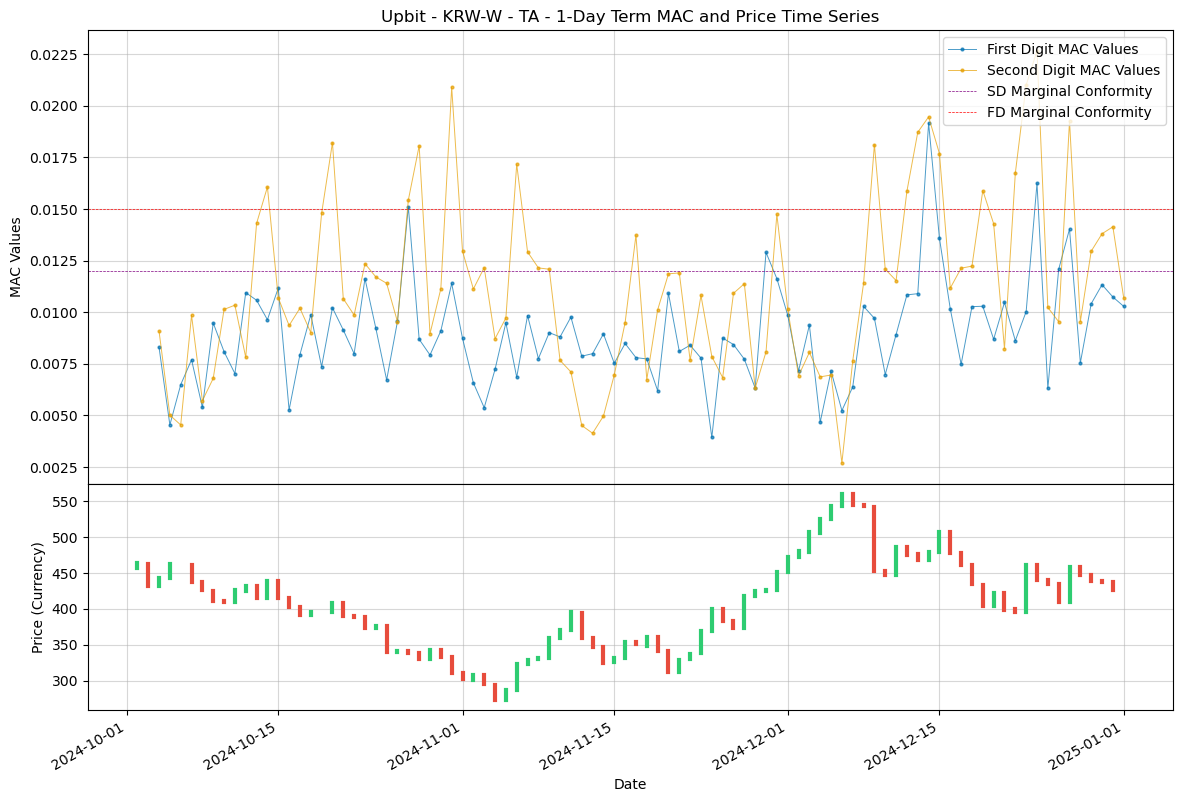 Upbit - KRW-W - TA - 1-Day Term MAC and Price Time Series
MAC Values
0.0225
0.0200
0.0175
0.0150
0.0125
0.0100
0.0075
0.0050
0.0025
First Digit MAC Values
Second Digit MAC Values
SD Marginal Conformity
FD Marginal Conformity
Price (Currency)
550
500
450
400
350
300
2024-10-01
2024-10-15
2024-11-01
2024-11-15
2024-12-01
2024-12-15
2025-01-01
Date